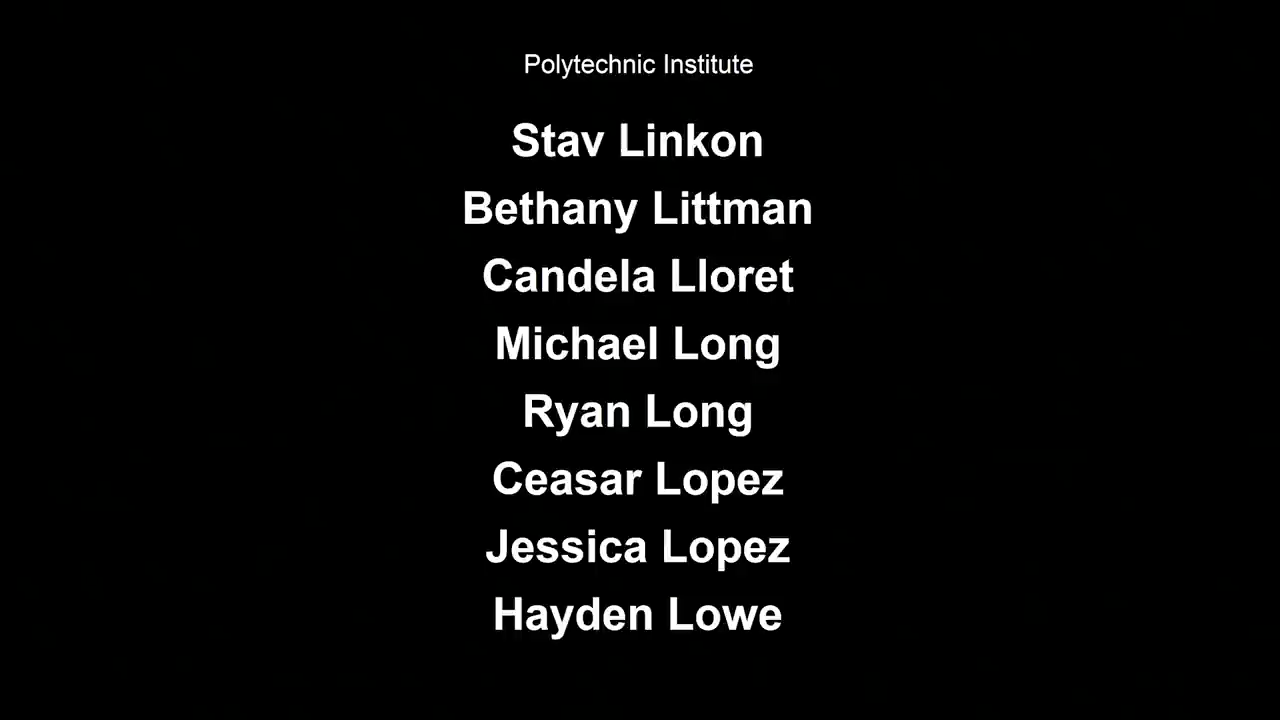 Polytechnic Institute
Stav Linkon
Bethany Littman
Candela Lloret
Michael Long
Ryan Long
Ceasar Lopez
Jessica Lopez
Hayden Lowe